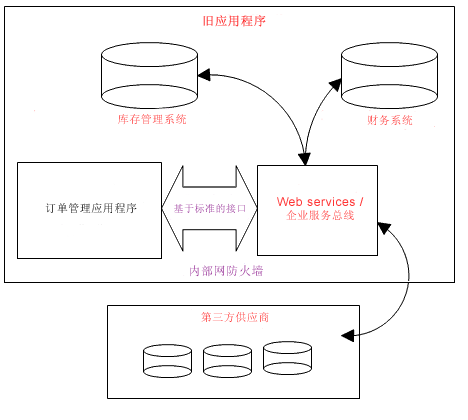 旧应用程序
库存管理系统
财务系统
订单管理应用程序
基于标准的接口
Web services /
企业服务总线
内部网防火墙
第三方供应商